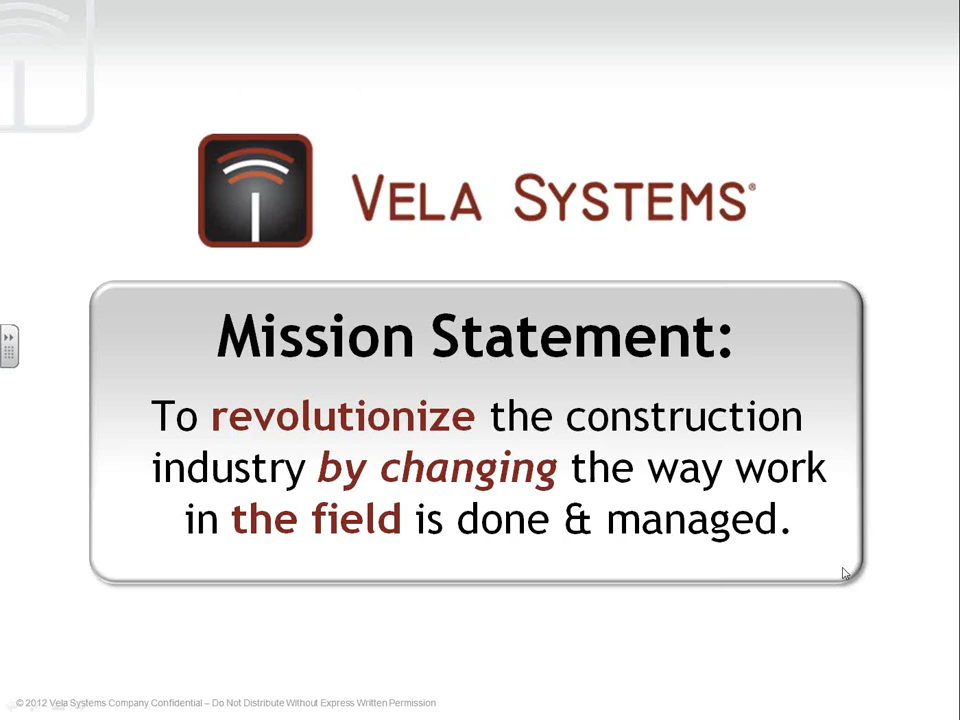 VELA SYSTEMS®
Mission Statement:
To revolutionize the construction
industry by changing the way work
in the field is done & managed.
© 2012 Vela Systems Company Confidential – Do Not Distribute Without Express Written Permission